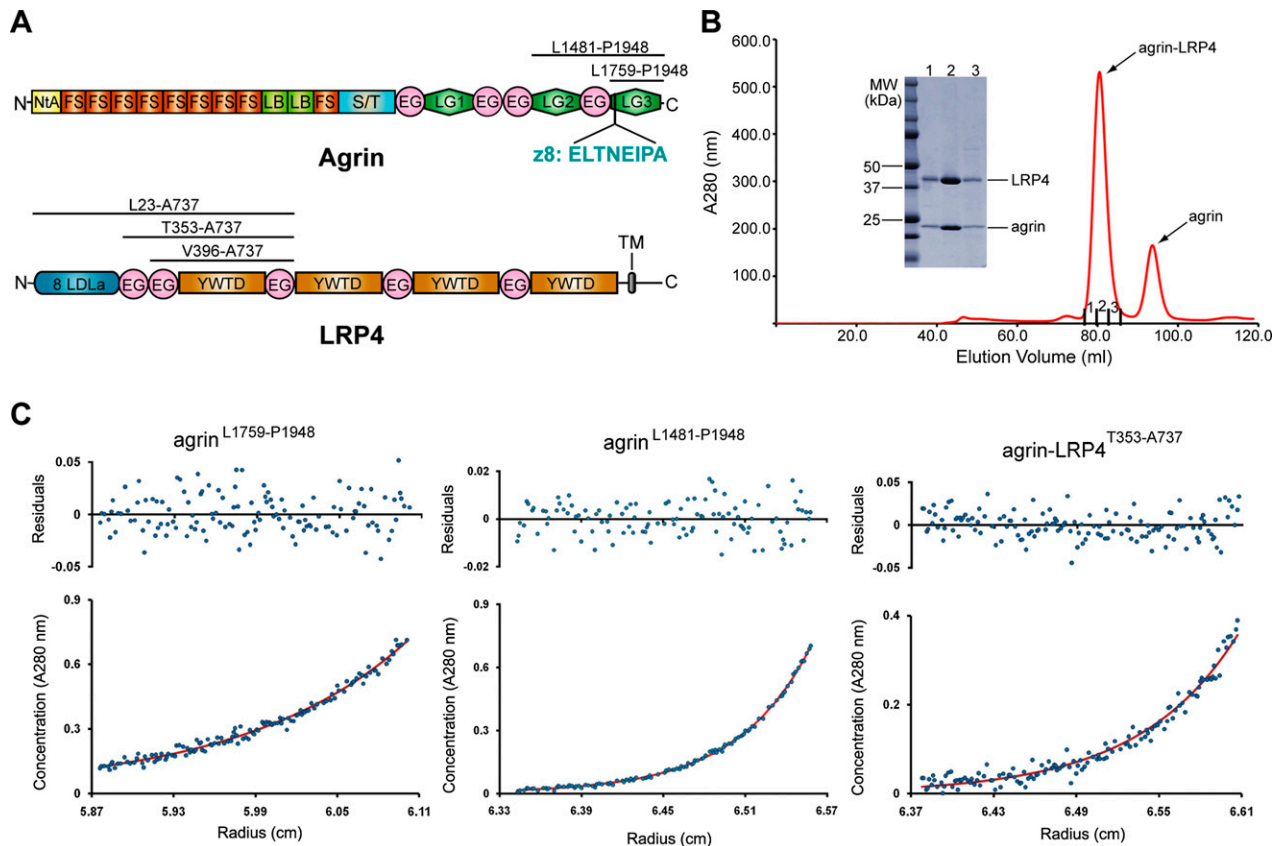 A
L1481-P1948
L1759-P1948
N NtA FS FS FS FS FS FS FS FS LB LB FS S/T EG LG1 EG EG LG2 EG LG3 C
Agrin
z8: ELTNEIPA
L23-A737
T353-A737
V396-A737
TM
N 8 LDLa EG EG YWTD EG YWTD EG YWTD EG YWTD C
LRP4
B
600.0
500.0
400.0
300.0
200.0
100.0
A280 (nm)
agrin-LRP4
agrin
MW
(kDa)
1 2 3
50
37
25
LRP4
agrin
1 2 3
20.0 40.0 60.0 80.0 100.0 120.0
Elution Volume (ml)
C
agrin L1759-P1948
0.05
0
-0.05
Residuals
0.9
0.6
0.3
0
Concentration (A280 nm)
5.87 5.93 5.99 6.05 6.11
Radius (cm)
agrin L1481-P1948
0.02
0
-0.02
Residuals
0.9
0.6
0.3
0
Concentration (A280 nm)
6.33 6.39 6.45 6.51 6.57
Radius (cm)
agrin-LRP4 T353-A737
0.05
0
-0.05
Residuals
0.4
0.2
0
Concentration (A280 nm)
6.37 6.43 6.49 6.55 6.61
Radius (cm)